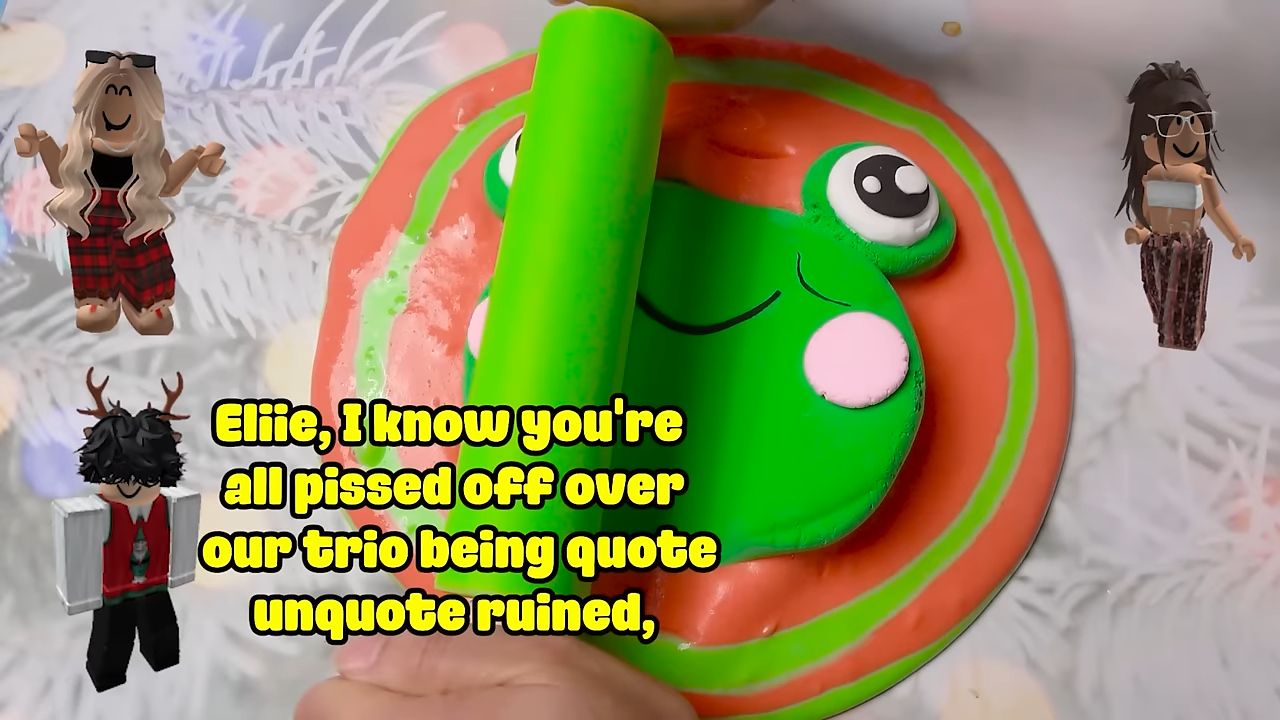 Eliie, I know you're
all pissed off over
our trio being quote
unquote ruined,